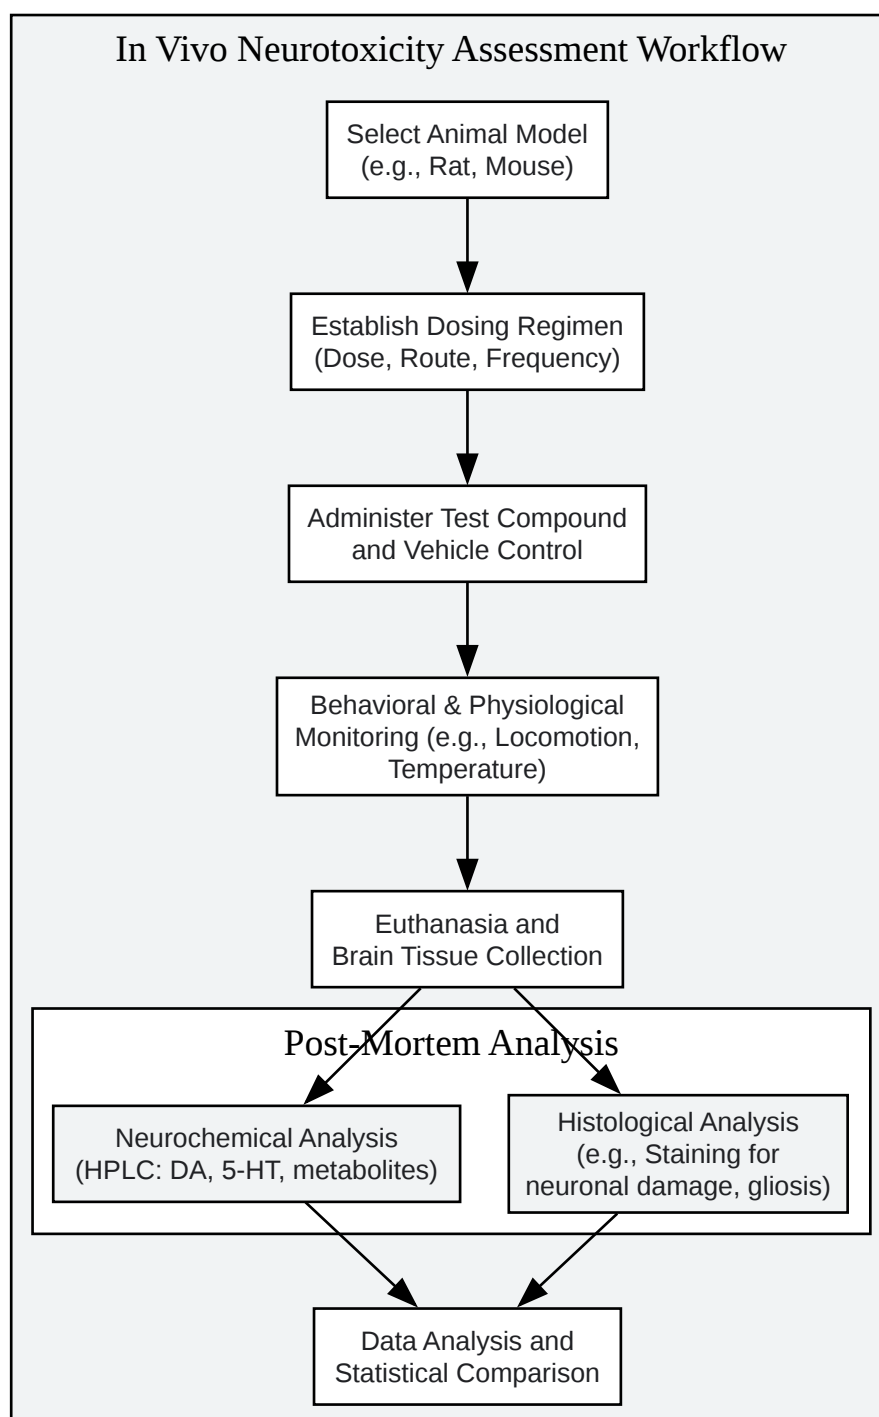 In Vivo Neurotoxicity Assessment Workflow
Select Animal Model
(e.g., Rat, Mouse)
Establish Dosing Regimen
(Dose, Route, Frequency)
Administer Test Compound
and Vehicle Control
Behavioral & Physiological
Monitoring (e.g., Locomotion,
Temperature)
Euthanasia and
Brain Tissue Collection
Post-Mortem Analysis
Neurochemical Analysis
(HPLC: DA, 5-HT, metabolites)
Histological Analysis
(e.g., Staining for
neuronal damage, gliosis)
Data Analysis and
Statistical Comparison